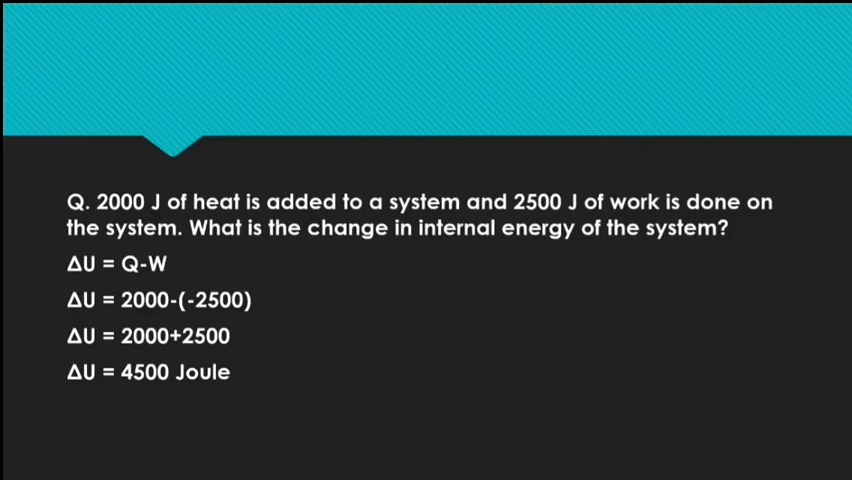 Q. 2000 J of heat is added to a system and 2500 J of work is done on
the system. What is the change in internal energy of the system?
ΔU = Q-W
ΔU = 2000-(-2500)
ΔU = 2000+2500
ΔU = 4500 Joule